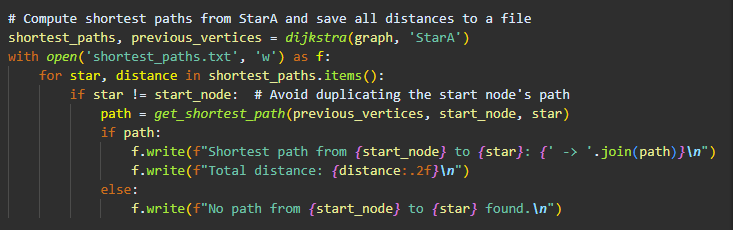 # Compute shortest paths from StarA and save all distances to a file
shortest_paths, previous_vertices = dijkstra(graph, 'StarA')
with open('shortest_paths.txt', 'w') as f:
    for star, distance in shortest_paths.items():
        if star != start_node:  # Avoid duplicating the start node's path
            path = get_shortest_path(previous_vertices, start_node, star)
            if path:
                f.write(f"Shortest path from {start_node} to {star}: {' -> '.join(path)}\n")
                f.write(f"Total distance: {distance:.2f}\n")
            else:
                f.write(f"No path from {start_node} to {star} found.\n")